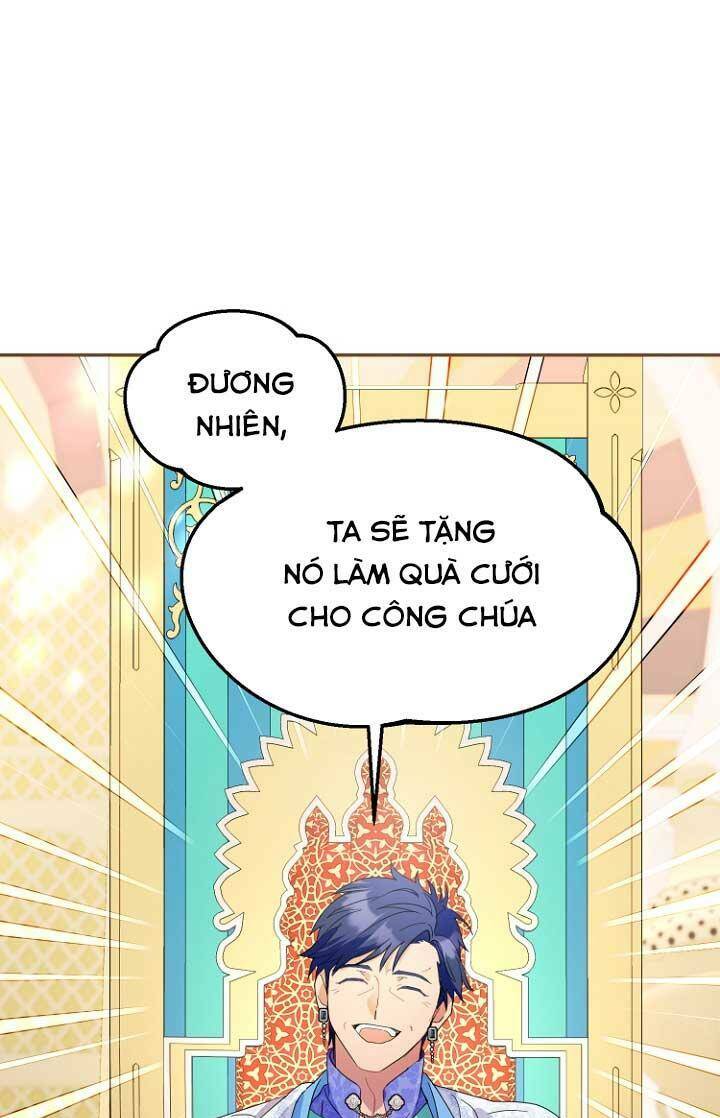 ĐƯƠNG
NHIÊN,
TA SẼ TẶNG
NÓ LÀM QUÀ CƯỚI
CHO CÔNG CHÚA